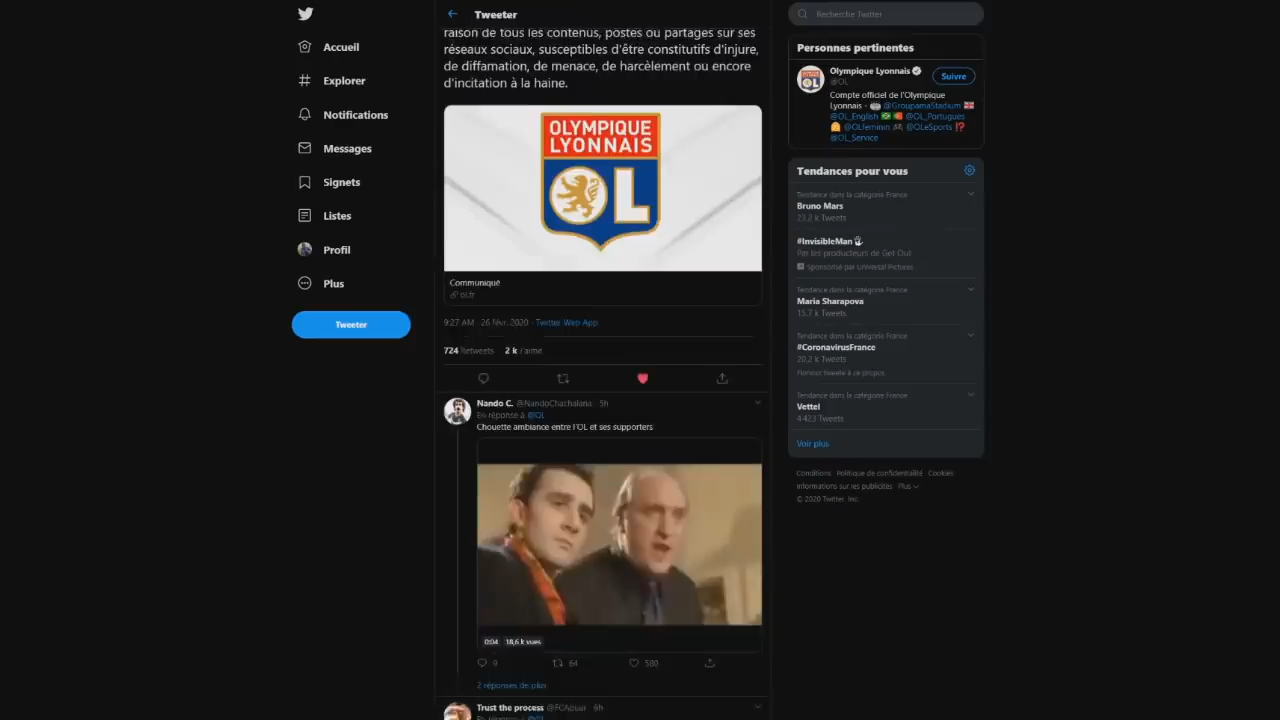 Accueil
Explorer
Notifications
Messages
Signets
Listes
Profil
Plus
Tweeter
Tweeter
raison de tous les contenus, postés ou partagés sur ses
réseaux sociaux, susceptibles d'être constitutifs d'injure,
de diffamation, de menace, de harcèlement ou encore
d'incitation à la haine.
OLYMPIQUE
LYONNAIS
OL
Communiqué
ol.fr
9:27 AM · 26 févr. 2020 · Twitter Web App
724 Retweets 2 k J'aime
Nando C. @NandoChachalana · 5h
En réponse à @OL
Chouette ambiance entre l'OL et ses supporters
0:04 18,6 k vues
9 64 580
2 réponses de plus
Trust the process · 6h
Recherche Twitter
Personnes pertinentes
Olympique Lyonnais
@OL
Suivre
Compte officiel de l'Olympique
Lyonnais - 🏟 @GroupamaStadium 🇬🇧
@OL_English 🇧🇷 🇵🇹 @OL_Portugues
@OLfeminin 🎮 @OLeSports ⁉️
@OL_Service
Tendances pour vous
Tendance dans la catégorie France
Bruno Mars
23,2 k Tweets
#InvisibleMan
Par les producteurs de Get Out
Sponsorisé par Universal Pictures
Tendance dans la catégorie France
Maria Sharapova
15,7 k Tweets
Tendance dans la catégorie France
#CoronavirusFrance
20,2 k Tweets
tweete à ce propos
Tendance dans la catégorie France
Vettel
4 423 Tweets
Voir plus
Conditions Politique de confidentialité Cookies
Informations sur les publicités Plus
© 2020 Twitter, Inc.